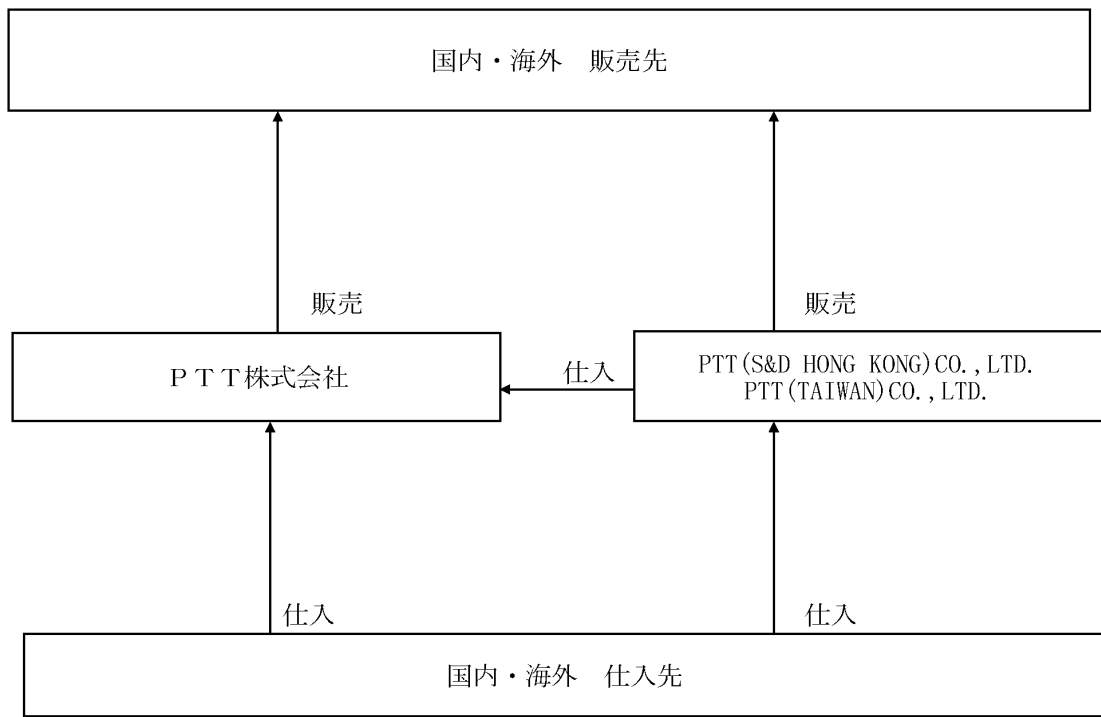 国内・海外　販売先
販売
販売
ＰＴＴ株式会社
仕入
PTT(S&D HONG KONG)CO.,LTD.
PTT(TAIWAN)CO.,LTD.
仕入
仕入
国内・海外　仕入先